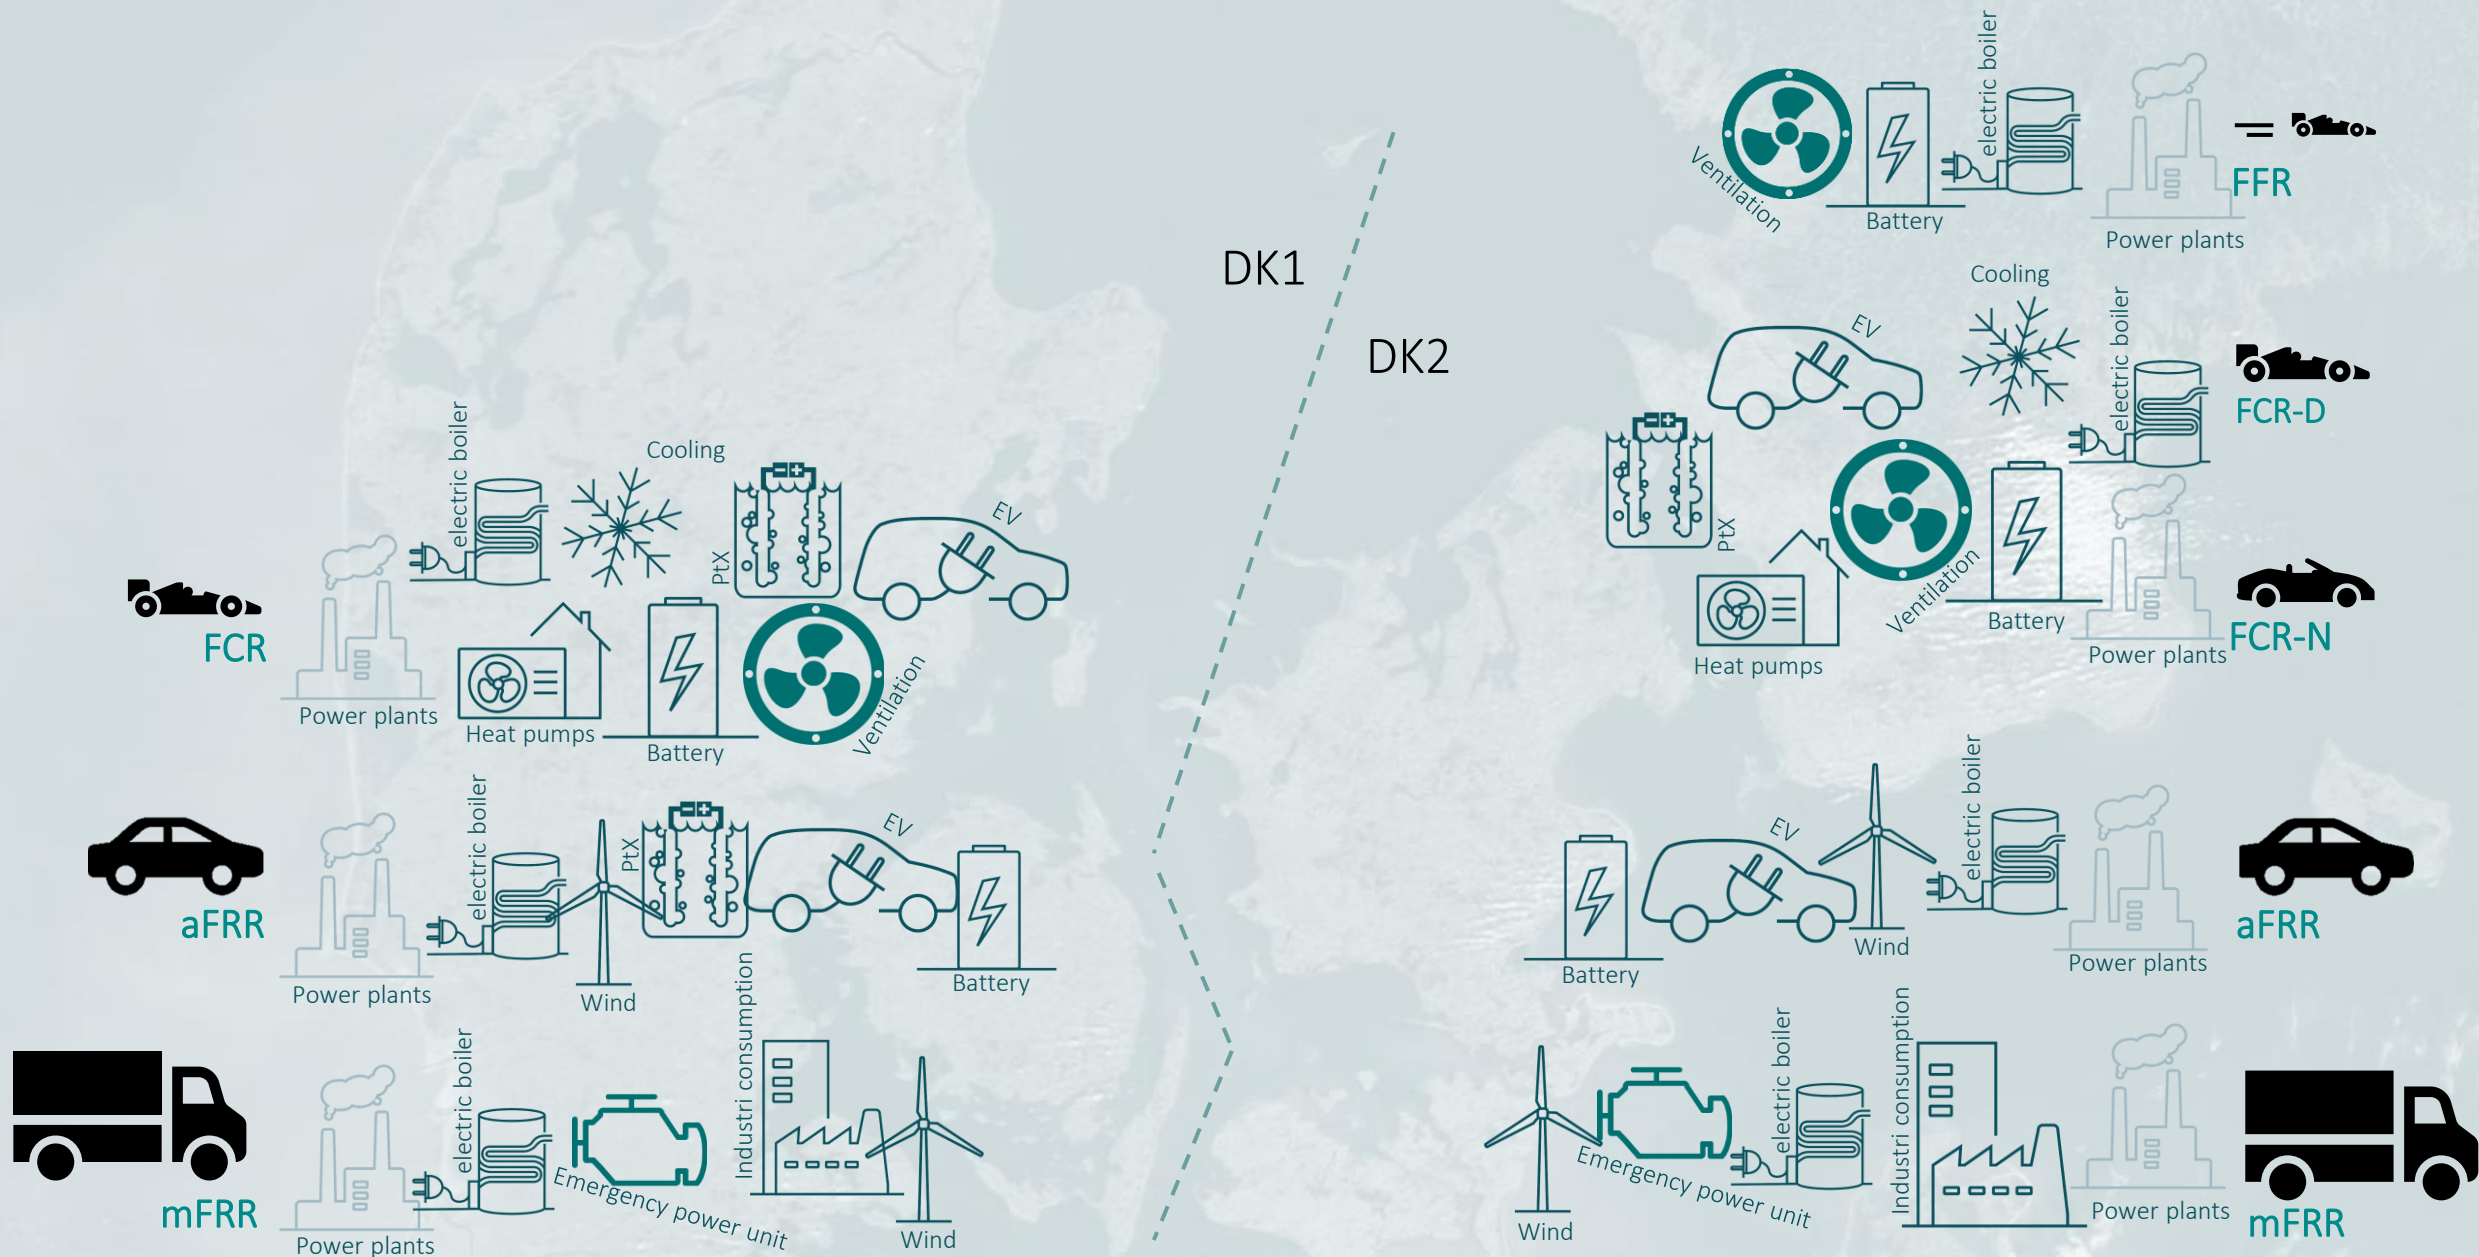 DK1
electric boiler
Cooling
EV
PtX
FCR
Power plants
Heat pumps
Battery
Ventilation
electric boiler
PtX
EV
aFRR
Power plants
Wind
Battery
electric boiler
Industri consumption
mFRR
Emergency power unit
Power plants
Wind
DK2
electric boiler
Ventilation
Battery
FFR
Power plants
Cooling
EV
electric boiler
FCR-D
PtX
Ventilation
Battery
FCR-N
Heat pumps
Power plants
electric boiler
EV
aFRR
Battery
Wind
Power plants
electric boiler
Industri consumption
Emergency power unit
Wind
Power plants
mFRR